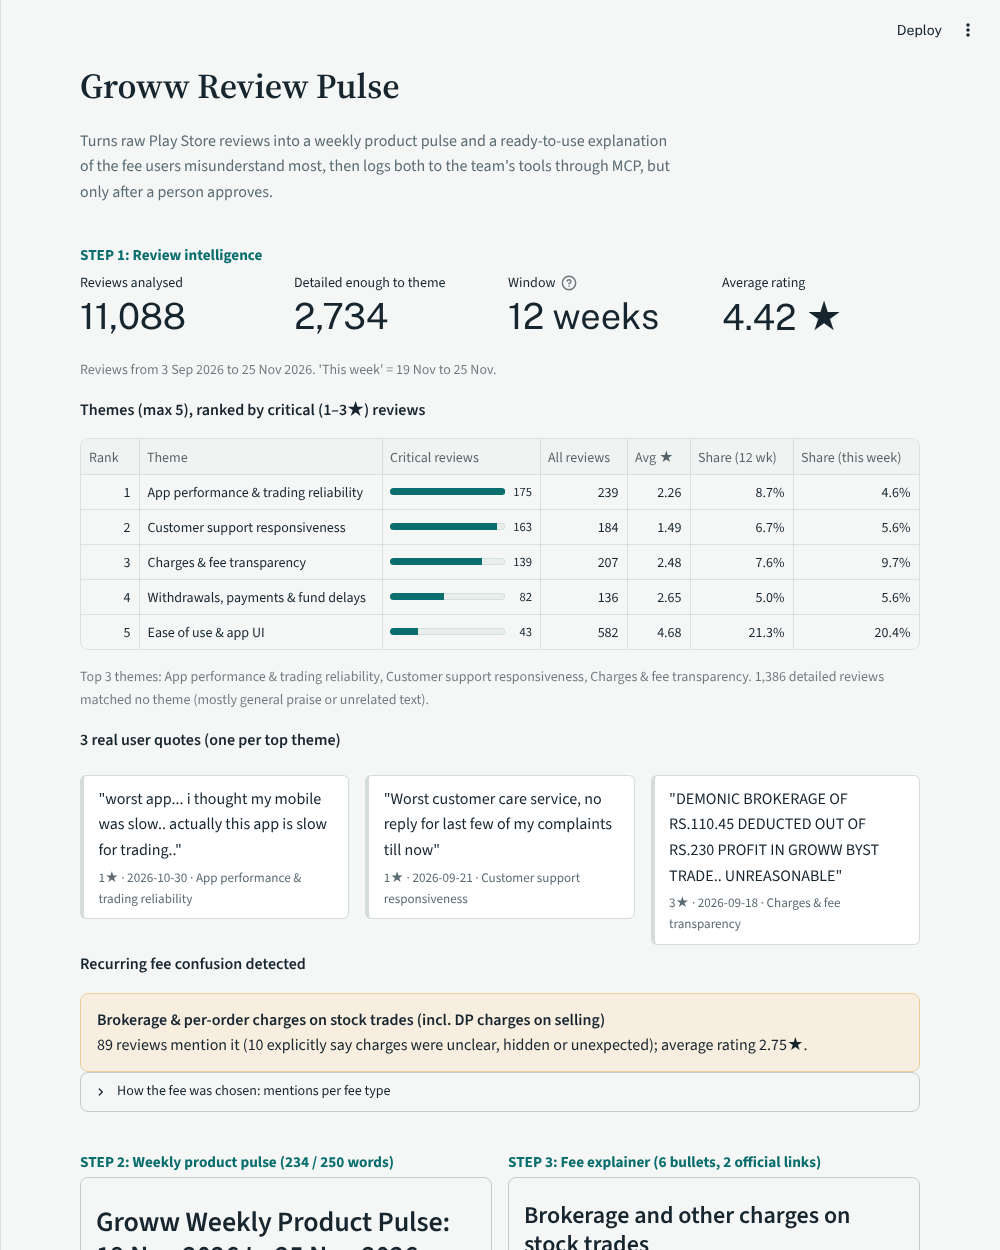 Deploy
Groww Review Pulse
Turns raw Play Store reviews into a weekly product pulse and a ready-to-use explanation
of the fee users misunderstand most, then logs both to the team's tools through MCP, but
only after a person approves.
STEP 1: Review intelligence
Reviews analysed
11,088
Detailed enough to theme
2,734
Window
12 weeks
Average rating
4.42 ★
Reviews from 3 Sep 2026 to 25 Nov 2026. 'This week' = 19 Nov to 25 Nov.
Themes (max 5), ranked by critical (1–3★) reviews
Rank Theme Critical reviews All reviews Avg ★ Share (12 wk) Share (this week)
1 App performance & trading reliability 175 239 2.26 8.7% 4.6%
2 Customer support responsiveness 163 184 1.49 6.7% 5.6%
3 Charges & fee transparency 139 207 2.48 7.6% 9.7%
4 Withdrawals, payments & fund delays 82 136 2.65 5.0% 5.6%
5 Ease of use & app UI 43 582 4.68 21.3% 20.4%
Top 3 themes: App performance & trading reliability, Customer support responsiveness, Charges & fee transparency. 1,386 detailed reviews
matched no theme (mostly general praise or unrelated text).
3 real user quotes (one per top theme)
"worst app... i thought my mobile
was slow.. actually this app is slow
for trading.."
1★ · 2026-10-30 · App performance &
trading reliability
"Worst customer care service, no
reply for last few of my complaints
till now"
1★ · 2026-09-21 · Customer support
responsiveness
"DEMONIC BROKERAGE OF
RS.110.45 DEDUCTED OUT OF
RS.230 PROFIT IN GROWW BYST
TRADE.. UNREASONABLE"
3★ · 2026-09-18 · Charges & fee
transparency
Recurring fee confusion detected
Brokerage & per-order charges on stock trades (incl. DP charges on selling)
89 reviews mention it (10 explicitly say charges were unclear, hidden or unexpected); average rating 2.75★.
How the fee was chosen: mentions per fee type
STEP 2: Weekly product pulse (234 / 250 words)
Groww Weekly Product Pulse:
19 Nov 2026 to 25 Nov 2026
STEP 3: Fee explainer (6 bullets, 2 official links)
Brokerage and other charges on
stock trades